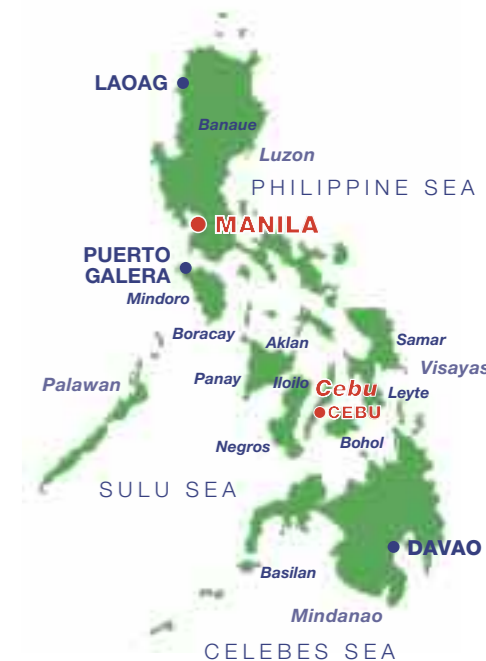 LAOAG
Banaue
Luzon
PHILIPPINE SEA
MANILA
PUERTO
GALERA
Mindoro
Boracay
Aklan
Samar
Visayas
Palawan
Panay
Iloilo
Cebu
Leyte
CEBU
Negros
Bohol
SULU SEA
DAVAO
Basilan
Mindanao
CELEBES SEA